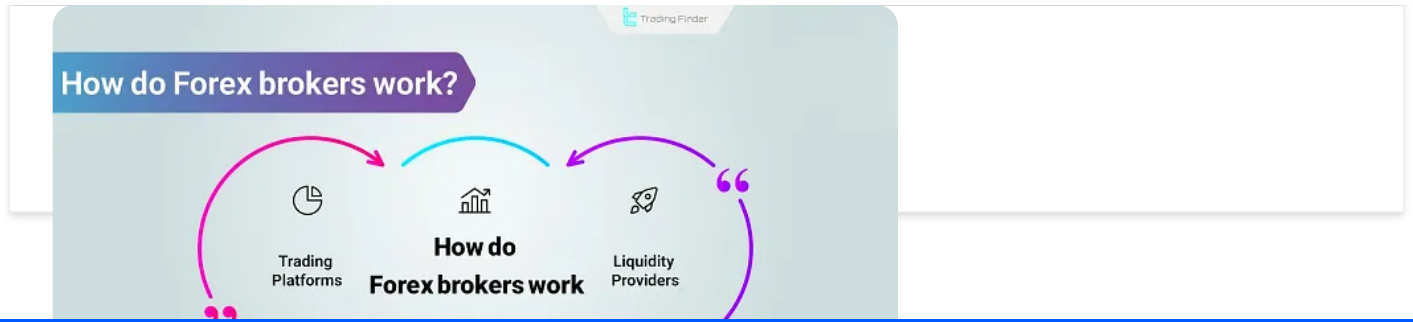 Trading Finder
How do Forex brokers work?
How do
Forex brokers work
Trading
Platforms
Liquidity
Providers